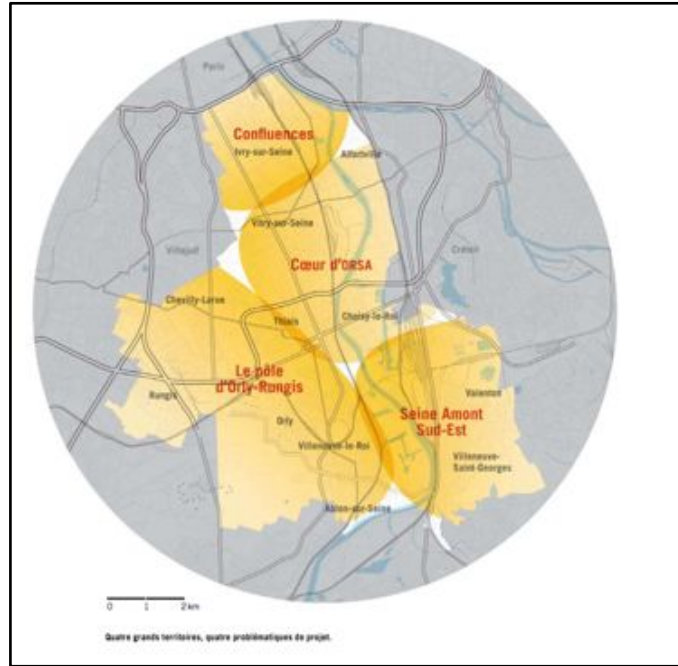 Paris
Confluences
Ivry-sur-Seine
Alfortville
Vitry-sur-Seine
Villejuif
Créteil
Cœur d'ORSA
Chevilly-Larue
Thiais
Choisy-le-Roi
Le pôle
d'Orly-Rungis
Rungis
Valenton
Seine Amont
Sud-Est
Orly
Villeneuve-le-Roi
Villeneuve-
Saint-Georges
Ablon-sur-Seine
0 1 2 km
Quatre grands territoires, quatre problématiques de projet.